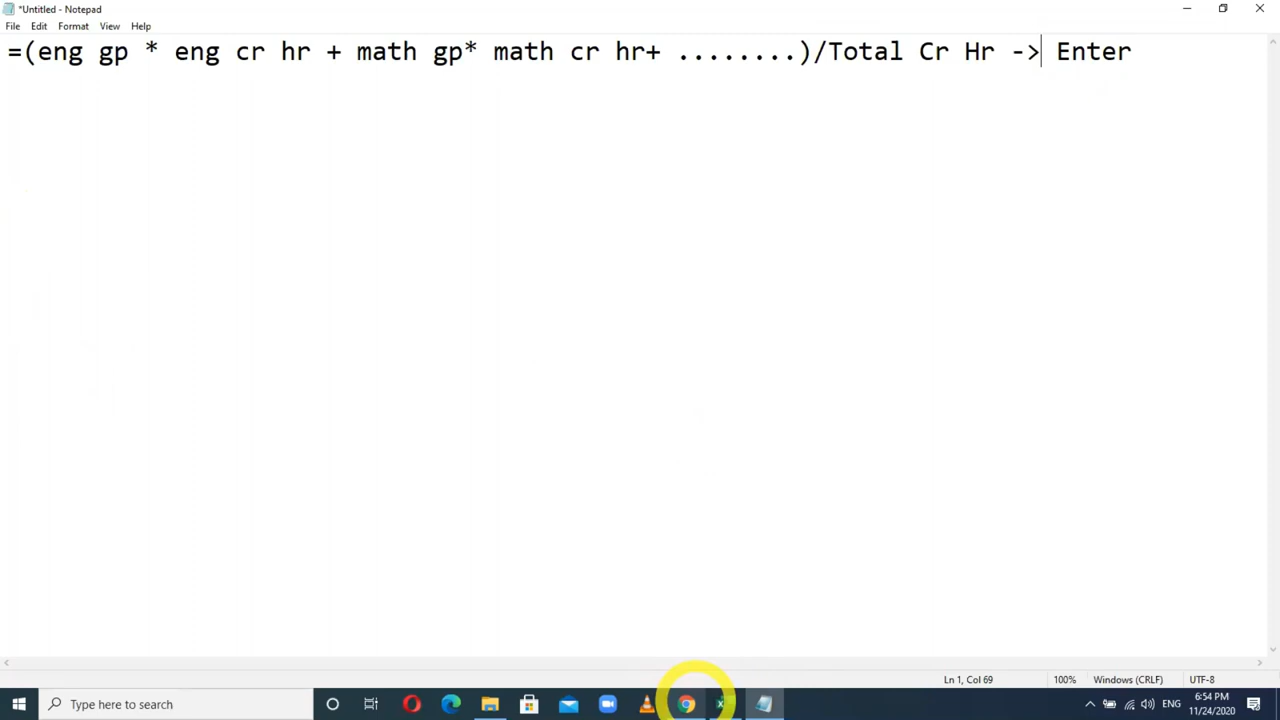 *Untitled - Notepad
File Edit Format View Help
=(eng gp * eng cr hr + math gp* math cr hr+ ........)/Total Cr Hr -> Enter
Ln 1, Col 69 100% Windows (CRLF) UTF-8
Type here to search
ENG
6:54 PM
11/24/2020